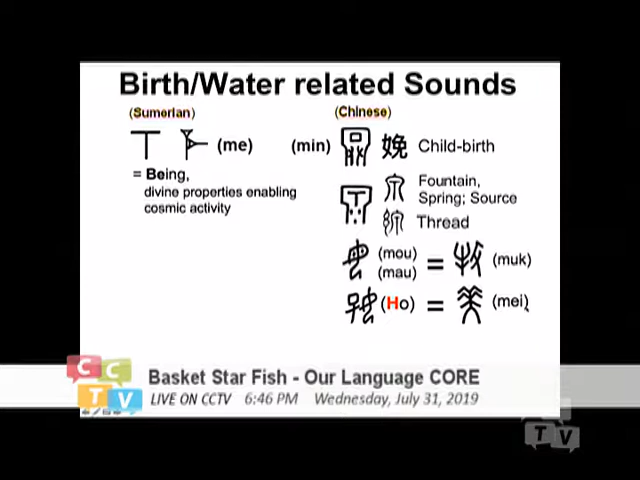 Birth/Water related Sounds
(Sumerian)
(Chinese)
(me)
= Being,
divine properties enabling
cosmic activity
(min) 娩 Child-birth
Fountain,
Spring; Source
Thread
(mou)
(mau)
= (muk)
(Ho) = (mei)
CCTV
Basket Star Fish - Our Language CORE
LIVE ON CCTV 6:46 PM Wednesday, July 31, 2019
TV